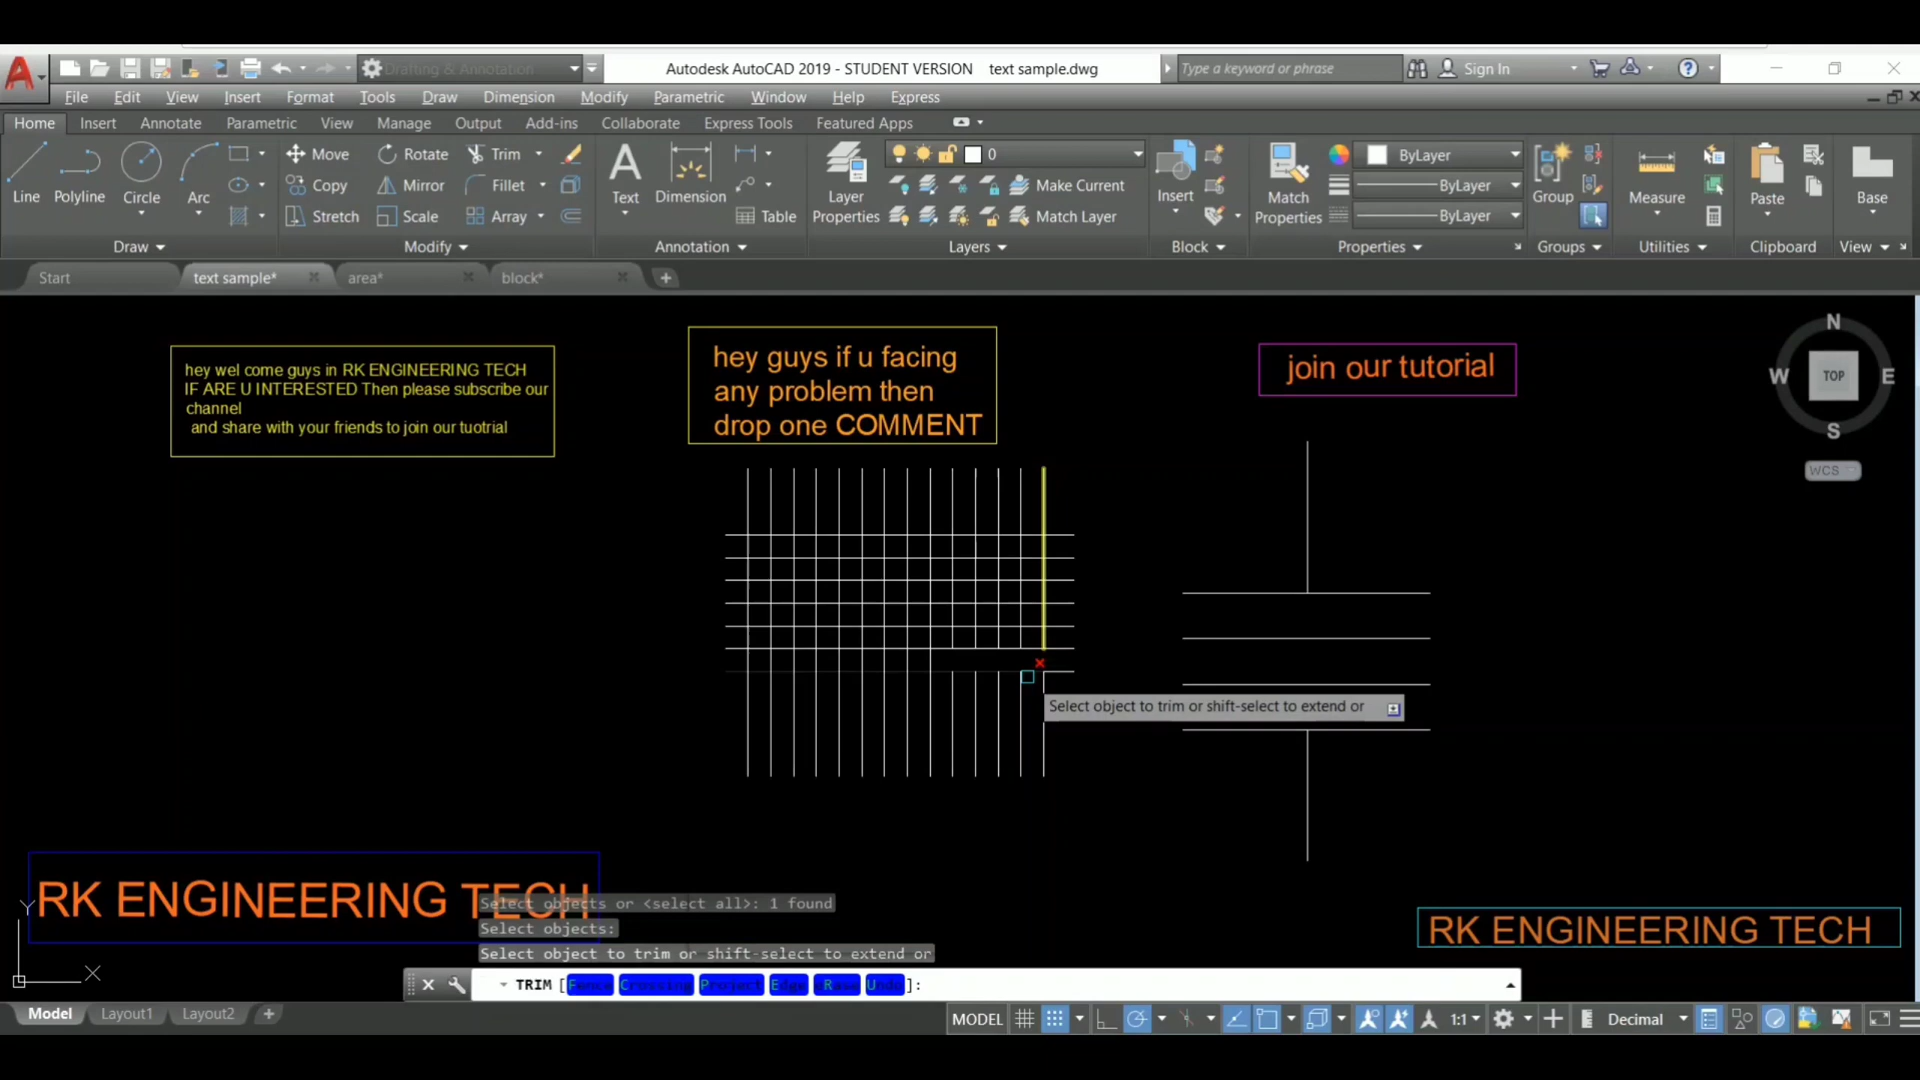 Drafting & Annotation
Autodesk AutoCAD 2019 - STUDENT VERSION text sample.dwg
Type a keyword or phrase
Sign In
File Edit View Insert Format Tools Draw Dimension Modify Parametric Window Help Express
Home Insert Annotate Parametric View Manage Output Add-ins Collaborate Express Tools Featured Apps
Move Rotate Trim 0 ByLayer
Line Polyline Circle Arc Copy Mirror Fillet Text Dimension Layer Properties Make Current Insert Match Properties ByLayer Group Measure Paste Base
Stretch Scale Array Table Match Layer ByLayer
Draw Modify Annotation Layers Block Properties Groups Utilities Clipboard View
Start text sample* area* block*
hey wel come guys in RK ENGINEERING TECH
IF ARE U INTERESTED Then please subscribe our
channel
and share with your friends to join our tuotrial
hey guys if u facing
any problem then
drop one COMMENT
join our tutorial
N
W TOP E
S
WCS
Select object to trim or shift-select to extend or
RK ENGINEERING TECH
Y
X
Select objects or <select all>: 1 found
Select objects:
Select object to trim or shift-select to extend or
RK ENGINEERING TECH
TRIM [Fence Crossing Project Edge eRase Undo]:
Model Layout1 Layout2
MODEL 1:1 Decimal